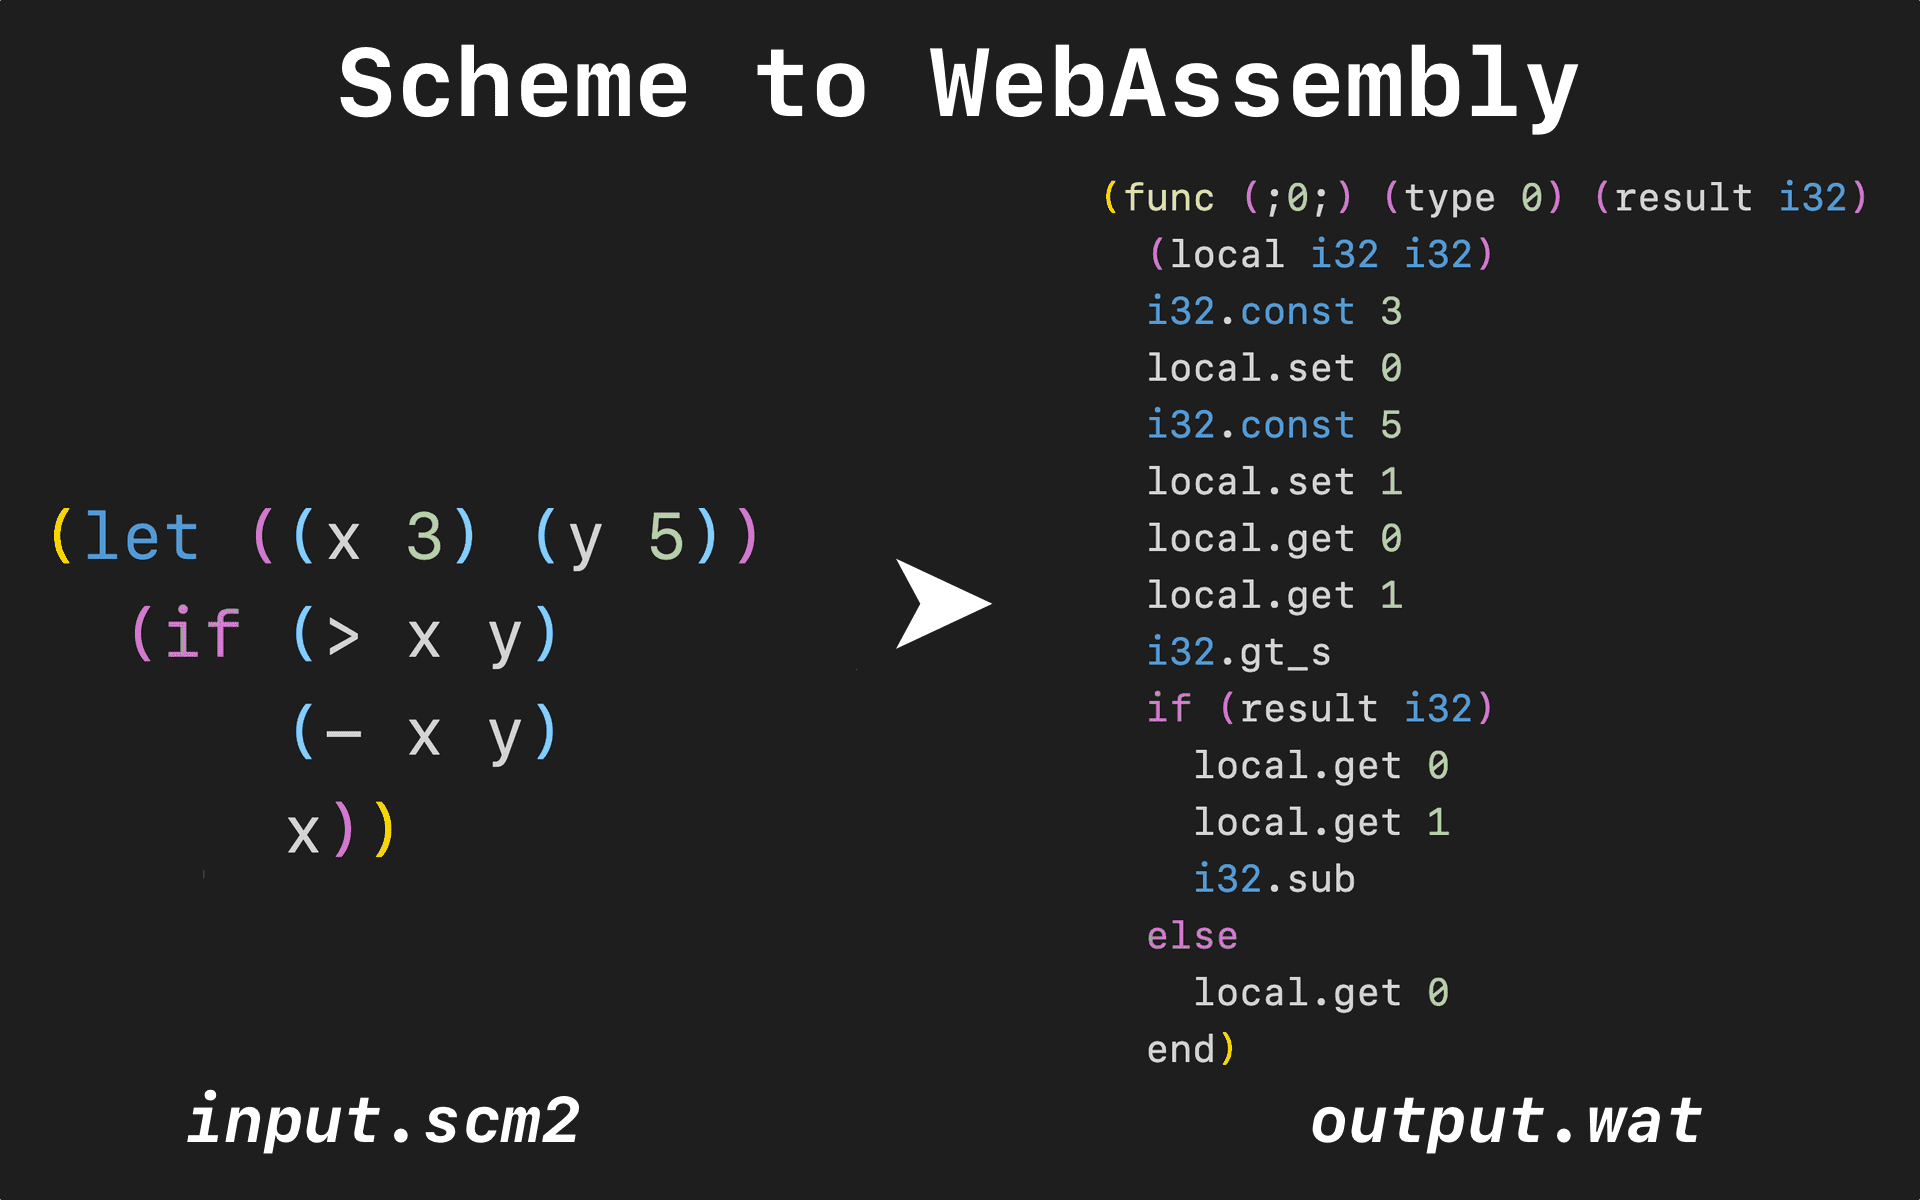 Scheme to WebAssembly
(let ((x 3) (y 5))
  (if (> x y)
      (- x y)
      x))
input.scm2
(func (;0;) (type 0) (result i32)
  (local i32 i32)
  i32.const 3
  local.set 0
  i32.const 5
  local.set 1
  local.get 0
  local.get 1
  i32.gt_s
  if (result i32)
    local.get 0
    local.get 1
    i32.sub
  else
    local.get 0
  end)
output.wat